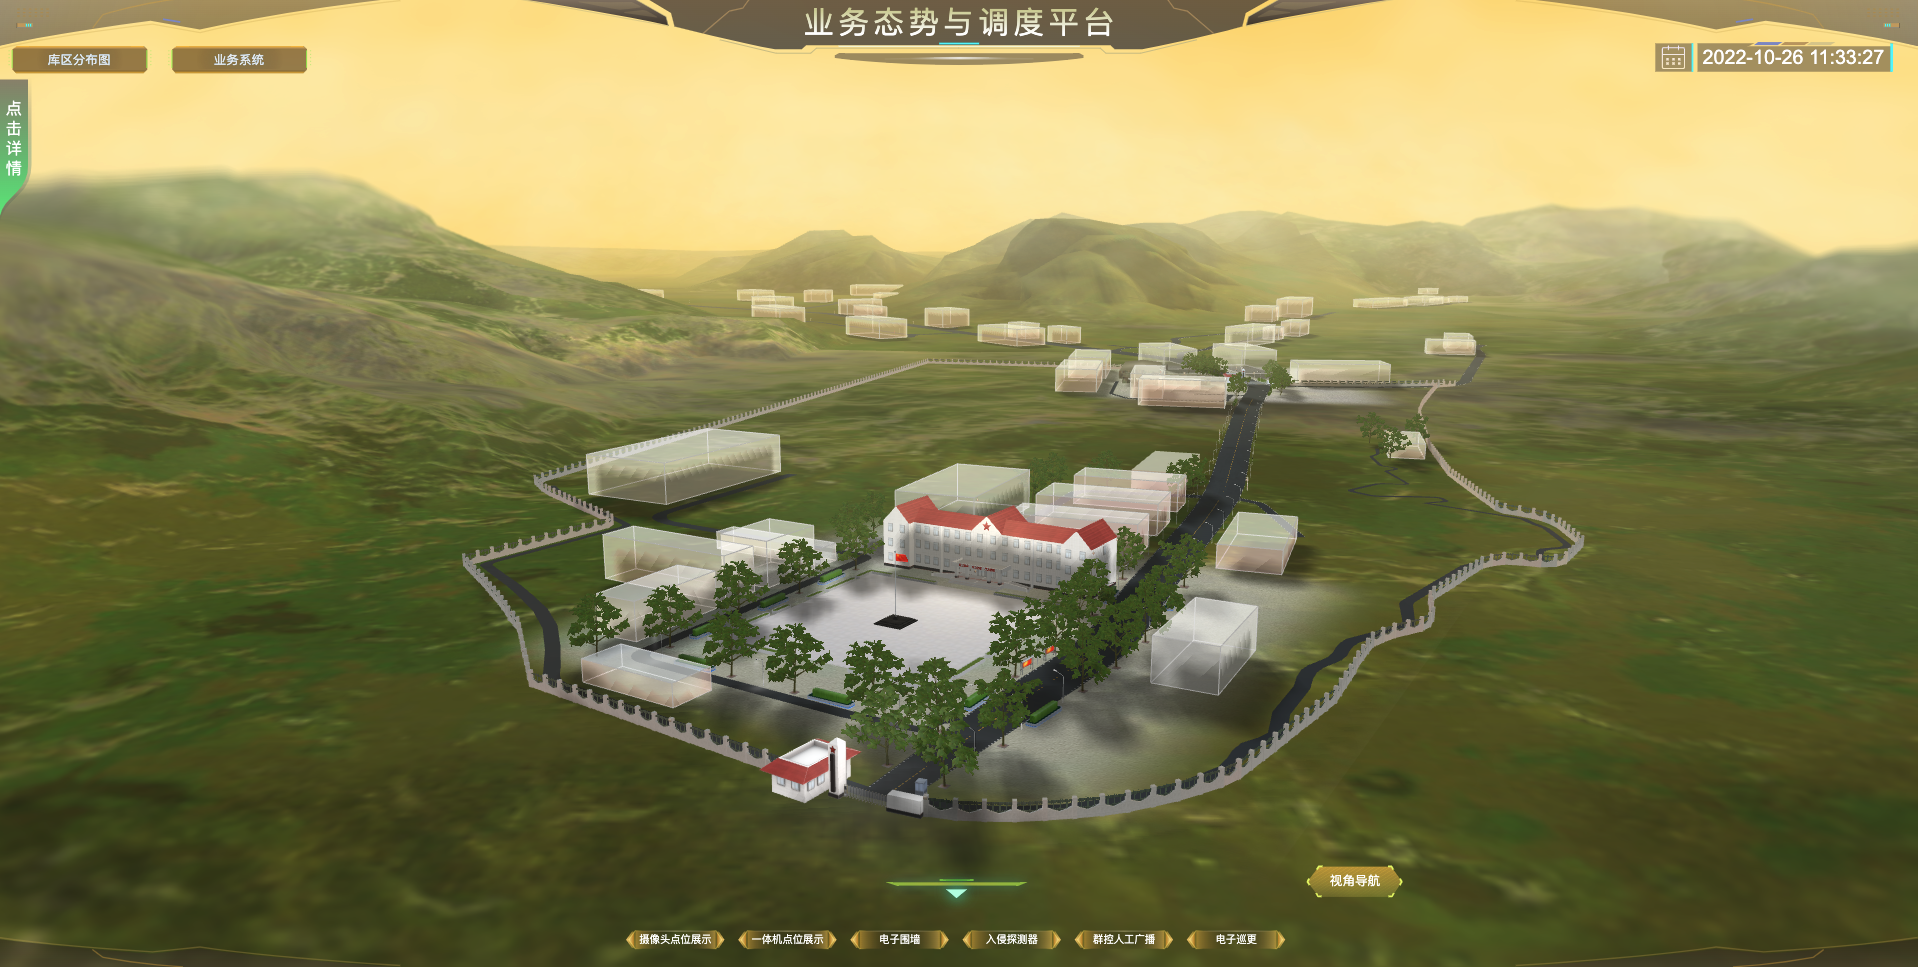 业务态势与调度平台
库区分布图
业务系统
2022-10-26 11:33:27
点击详情
视角导航
摄像头点位展示
一体机点位展示
电子围墙
入侵探测器
群控人工广播
电子巡更